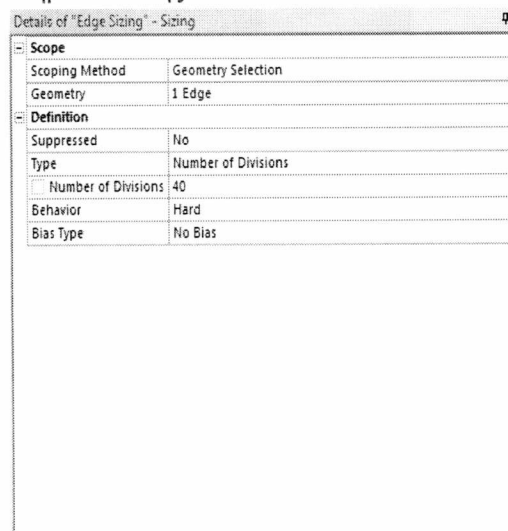 Details of "Edge Sizing" - Sizing
Scope
Scoping Method Geometry Selection
Geometry 1 Edge
Definition
Suppressed No
Type Number of Divisions
Number of Divisions 40
Behavior Hard
Bias Type No Bias